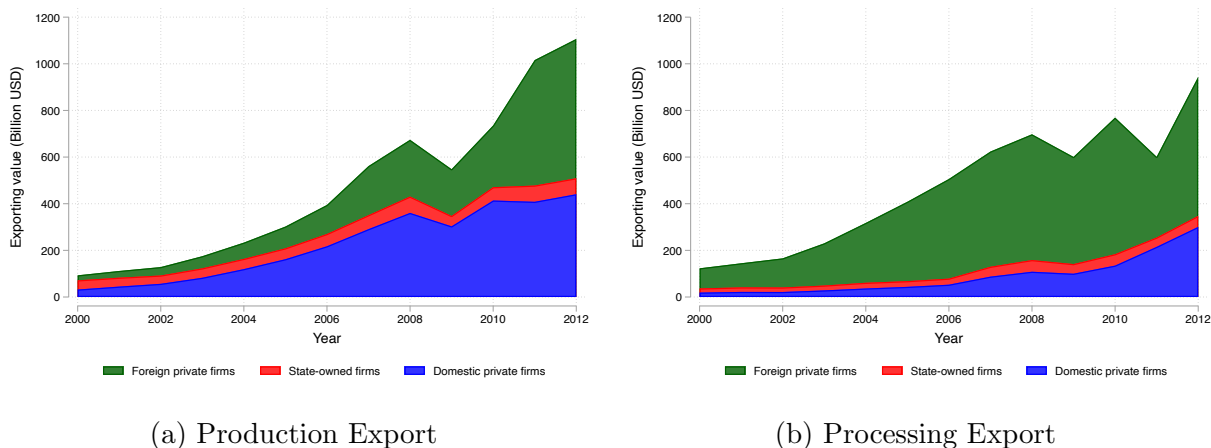 1200
1000
800
600
400
200
0
Exporting value (Billion USD)
2000 2002 2004 2006 2008 2010 2012
Year
Foreign private firms State-owned firms Domestic private firms
(a) Production Export
1200
1000
800
600
400
200
0
Exporting value (Billion USD)
2000 2002 2004 2006 2008 2010 2012
Year
Foreign private firms State-owned firms Domestic private firms
(b) Processing Export